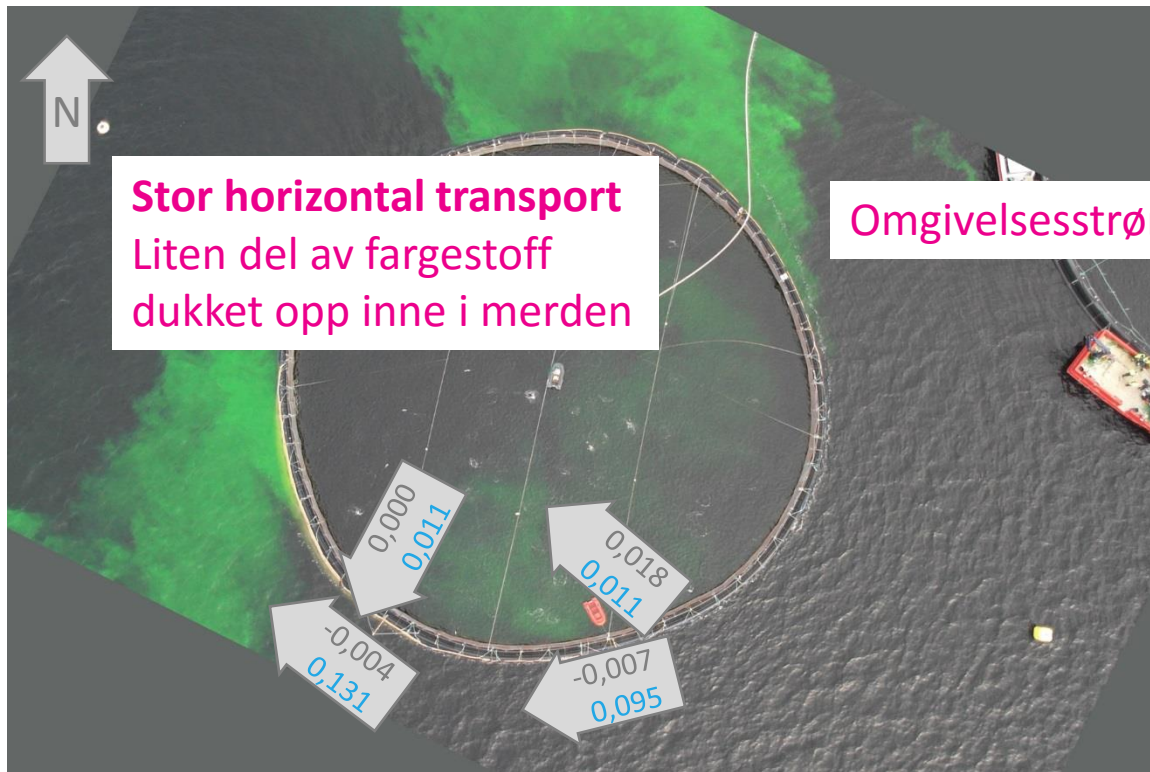 N
Stor horizontal transport
Liten del av fargestoff
dukket opp inne i merden
Omgivelsesstrø
0,000
0,011
0,018
0,011
-0,004
0,131
-0,007
0,095